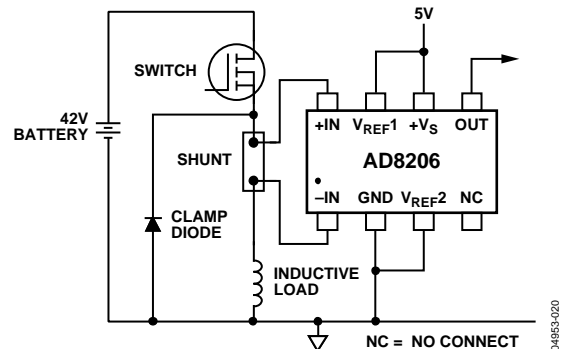 5V
SWITCH
42V
BATTERY
+IN VREF1 +VS OUT
SHUNT
AD8206
–IN GND VREF2 NC
CLAMP
DIODE
INDUCTIVE
LOAD
NC = NO CONNECT
04953-020